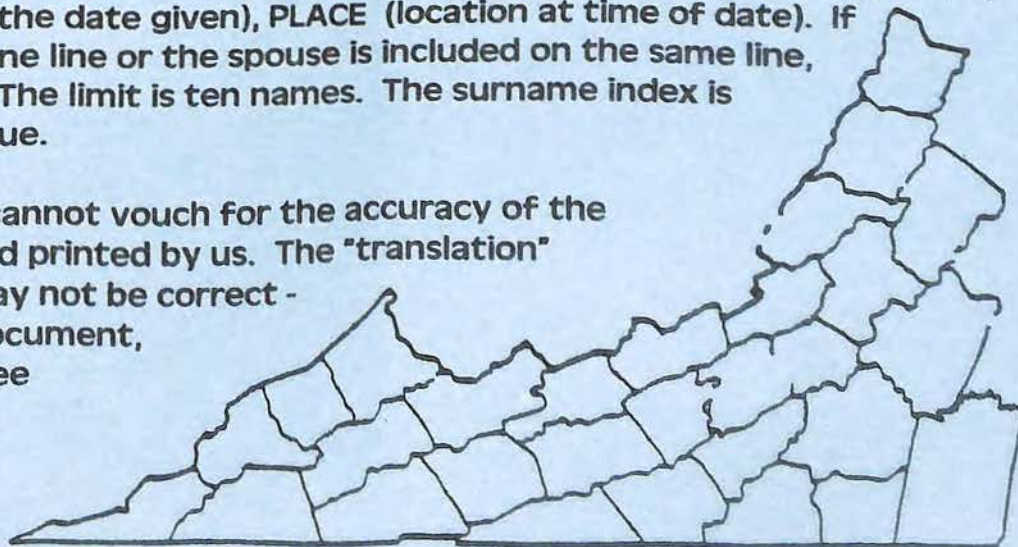 the date given), PLACE (location at time of date). If
ne line or the spouse is included on the same line,
The limit is ten names. The surname index is
ue.
cannot vouch for the accuracy of the
d printed by us. The "translation"
ay not be correct -
ocument,
ee